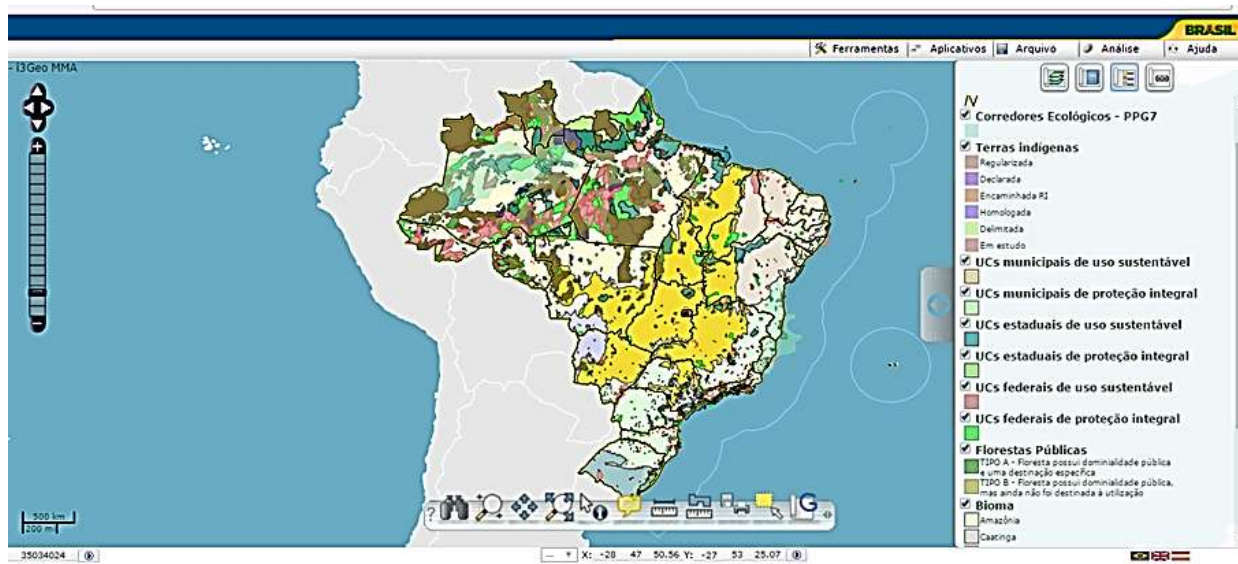 BRASIL
Ferramentas
Aplicativos
Arquivo
Análise
Ajuda
- i3Geo MMA
IV
Corredores Ecológicos - PPG7
Terras indígenas
Regularizada
Declarada
Encaminhada RI
Homologada
Delimitada
Em estudo
UCs municipais de uso sustentável
UCs municipais de proteção integral
UCs estaduais de uso sustentável
UCs estaduais de proteção integral
UCs federais de uso sustentável
UCs federais de proteção integral
Florestas Públicas
TIPO A - Floresta possui dominialidade pública
e uma destinação específica
TIPO B - Floresta possui dominialidade pública,
mas ainda não foi destinada à utilização
Bioma
Amazônia
Caatinga
?
G
500 km
200 mi
35034024
X: -28 47 50.56 Y: -27 53 25.07